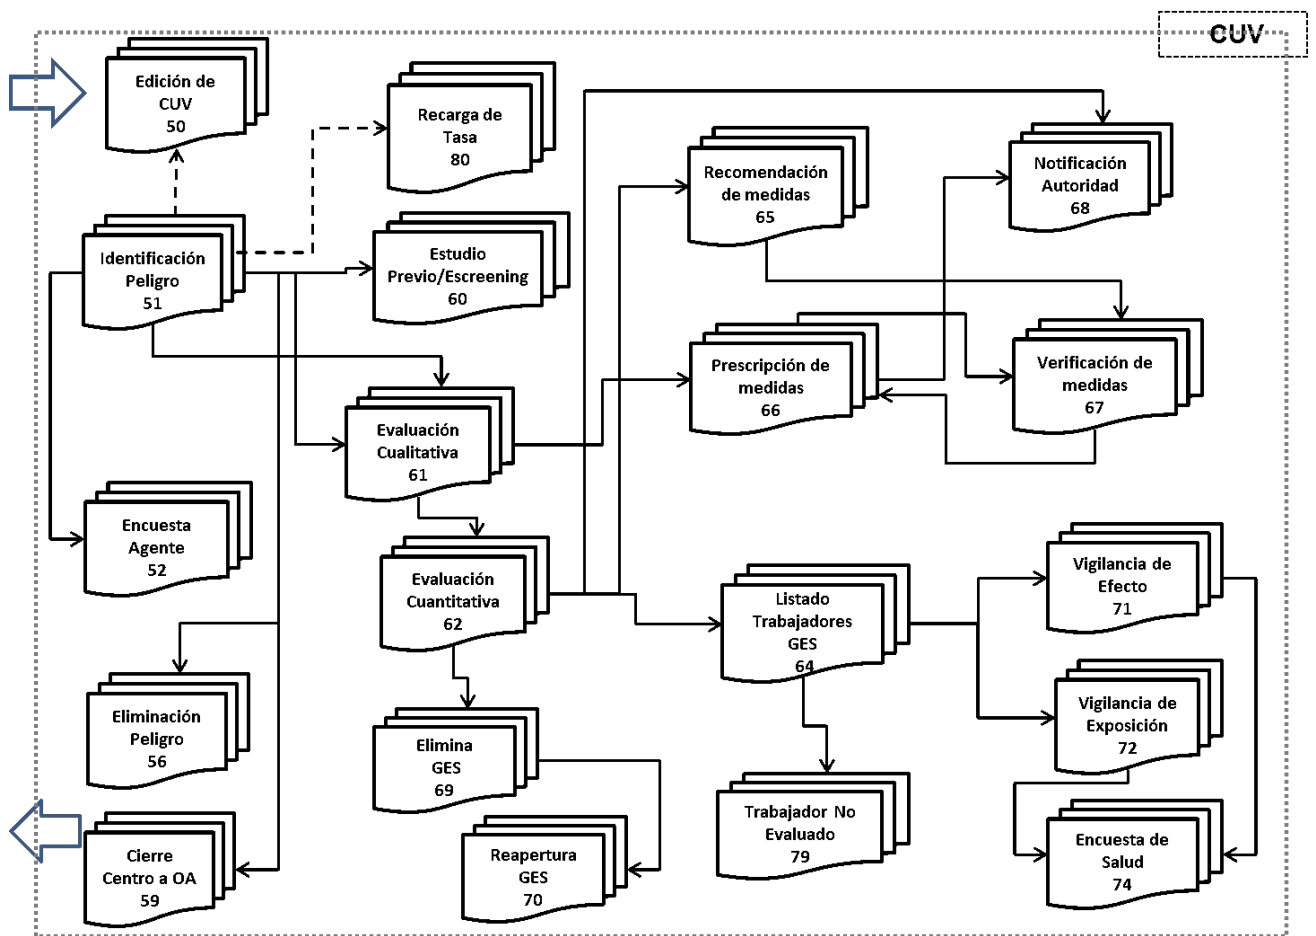 CUV
Edición de
CUV
50
Recarga de
Tasa
80
Recomendación
de medidas
65
Notificación
Autoridad
68
Identificación
Peligro
51
Estudio
Previo/Escreening
60
Prescripción de
medidas
66
Verificación de
medidas
67
Evaluación
Cualitativa
61
Encuesta
Agente
52
Evaluación
Cuantitativa
62
Listado
Trabajadores
GES
64
Vigilancia de
Efecto
71
Eliminación
Peligro
56
Elimina
GES
69
Vigilancia de
Exposición
72
Trabajador No
Evaluado
79
Cierre
Centro a OA
59
Reapertura
GES
70
Encuesta de
Salud
74